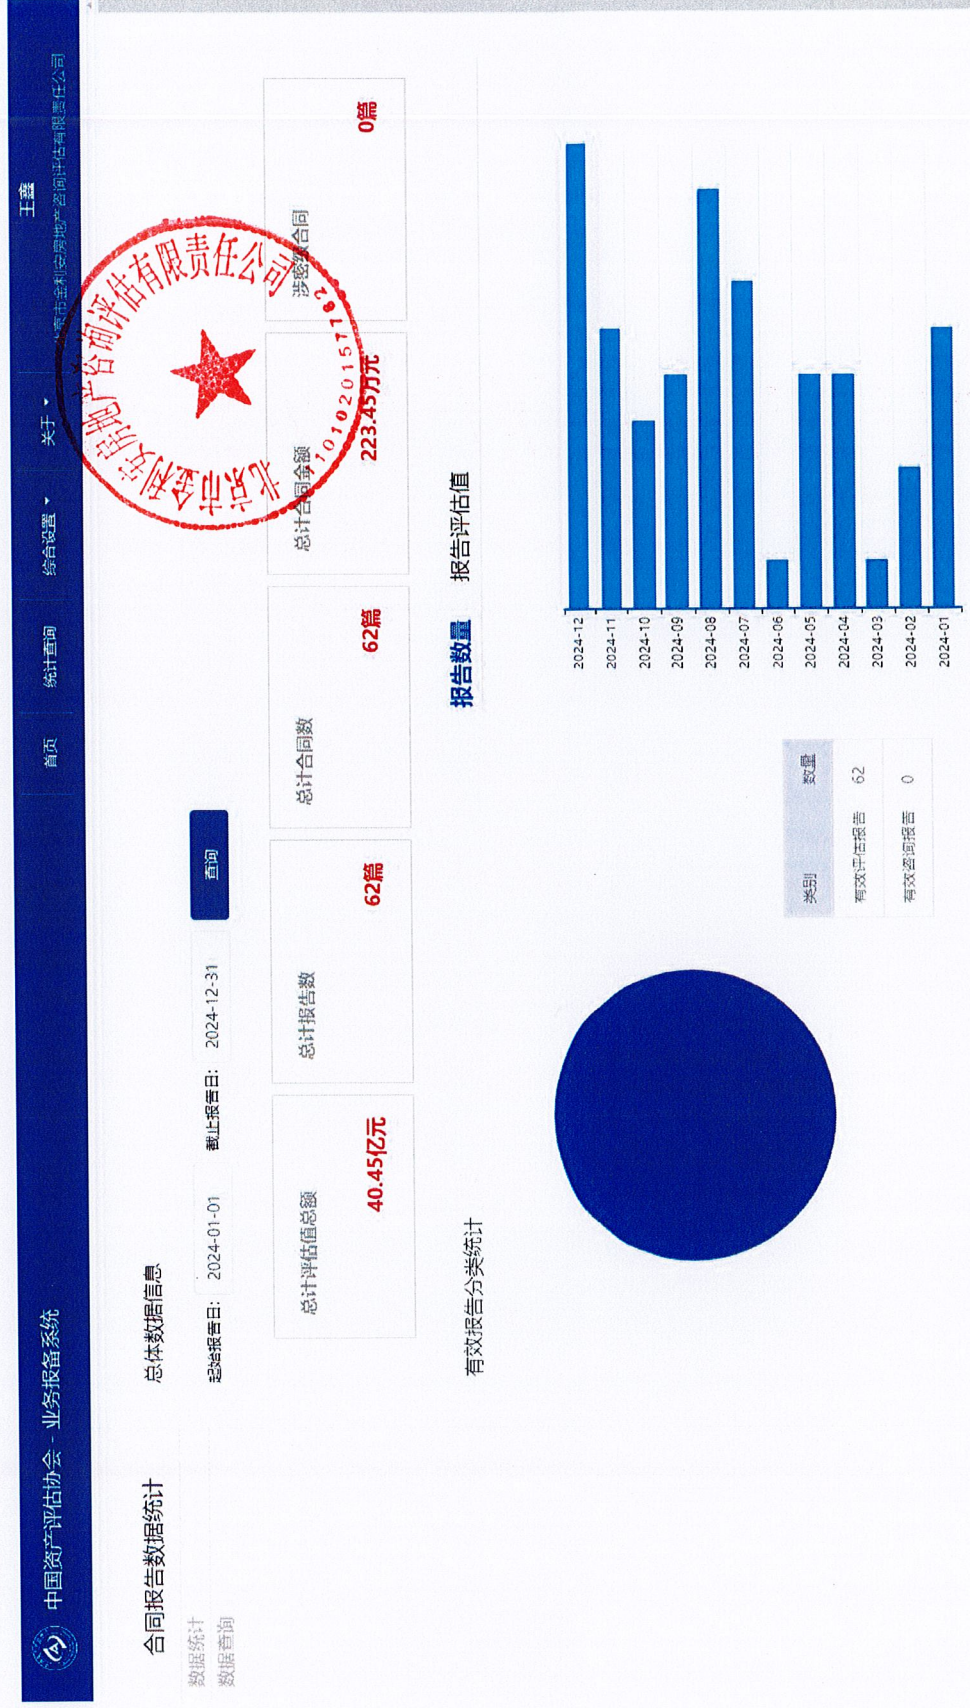 中国资产评估协会 - 业务报备系统
首页
统计查询
综合设置
关于
王鑫
北京市金利安房地产咨询评估有限责任公司
合同报告数据统计
数据统计
数据查询
总体数据信息
起始报告日： 2024-01-01 截止报告日： 2024-12-31 查询
总计评估值总额
40.45亿元
总计报告数
62篇
总计合同数
62篇
总计合同金额
223.45万元
涉密级合同
0篇
北京市金利安房地产咨询评估有限责任公司
1101020157782
有效报告分类统计
类别 数量
有效评估报告 62
有效咨询报告 0
报告数量 报告评估值
2024-12
2024-11
2024-10
2024-09
2024-08
2024-07
2024-06
2024-05
2024-04
2024-03
2024-02
2024-01